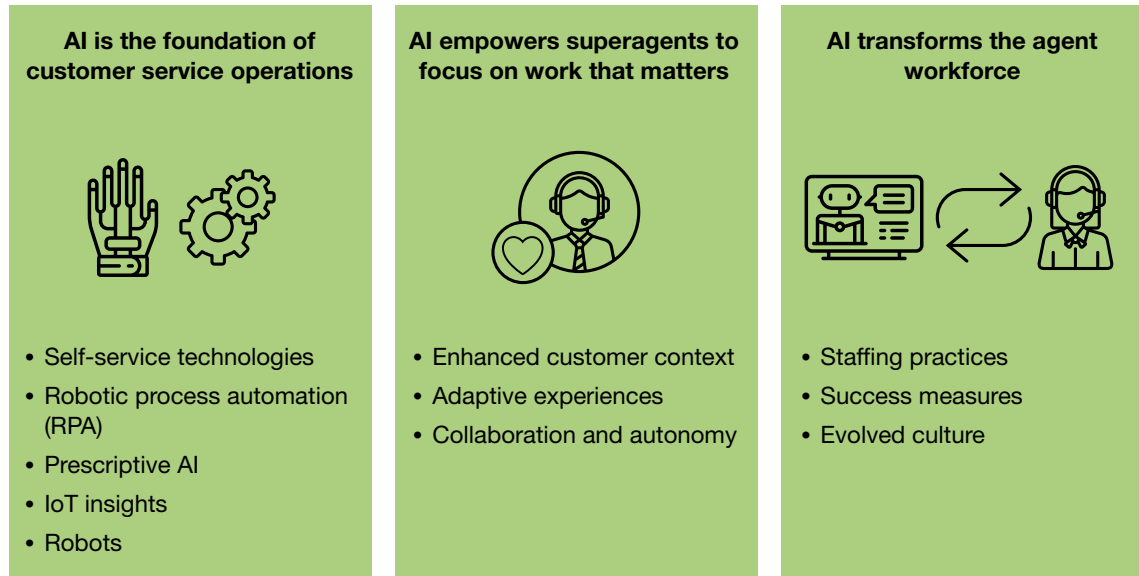 AI is the foundation of
customer service operations
• Self-service technologies
• Robotic process automation
(RPA)
• Prescriptive AI
• IoT insights
• Robots
AI empowers superagents to
focus on work that matters
• Enhanced customer context
• Adaptive experiences
• Collaboration and autonomy
AI transforms the agent
workforce
• Staffing practices
• Success measures
• Evolved culture